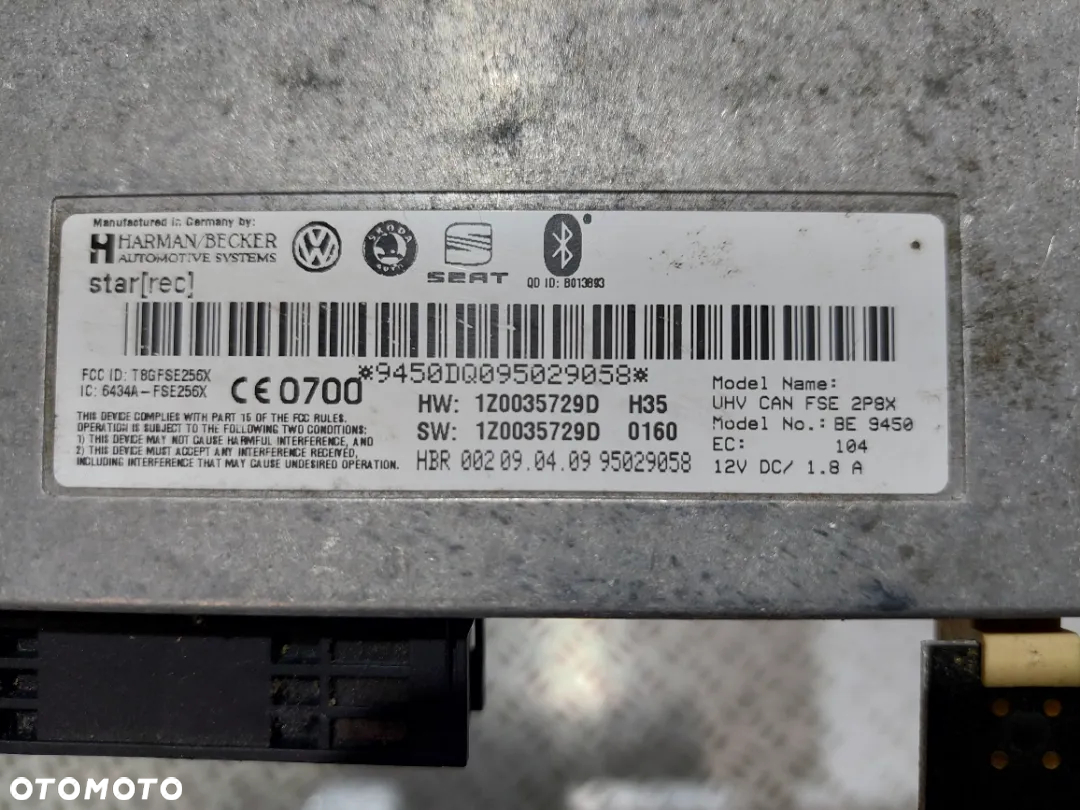 Manufactured in Germany by:
HARMAN/BECKER
AUTOMOTIVE SYSTEMS
star[rec]
ŠKODA
AUTO
SEAT
QD ID: B013893
FCC ID: T8GFSE256X
IC: 6434A-FSE256X
CE 0700
*9450DQ095029058*
HW: 1Z0035729D H35
SW: 1Z0035729D 0160
HBR 002 09.04.09 95029058
THIS DEVICE COMPLIES WITH PART 15 OF THE FCC RULES.
OPERATION IS SUBJECT TO THE FOLLOWING TWO CONDITIONS:
1) THIS DEVICE MAY NOT CAUSE HARMFUL INTERFERENCE, AND
2) THIS DEVICE MUST ACCEPT ANY INTERFERENCE RECEIVED,
INCLUDING INTERFERENCE THAT MAY CAUSE UNDESIRED OPERATION.
Model Name:
UHV CAN FSE 2P8X
Model No.: BE 9450
EC: 104
12V DC/ 1.8 A
OTOMOTO